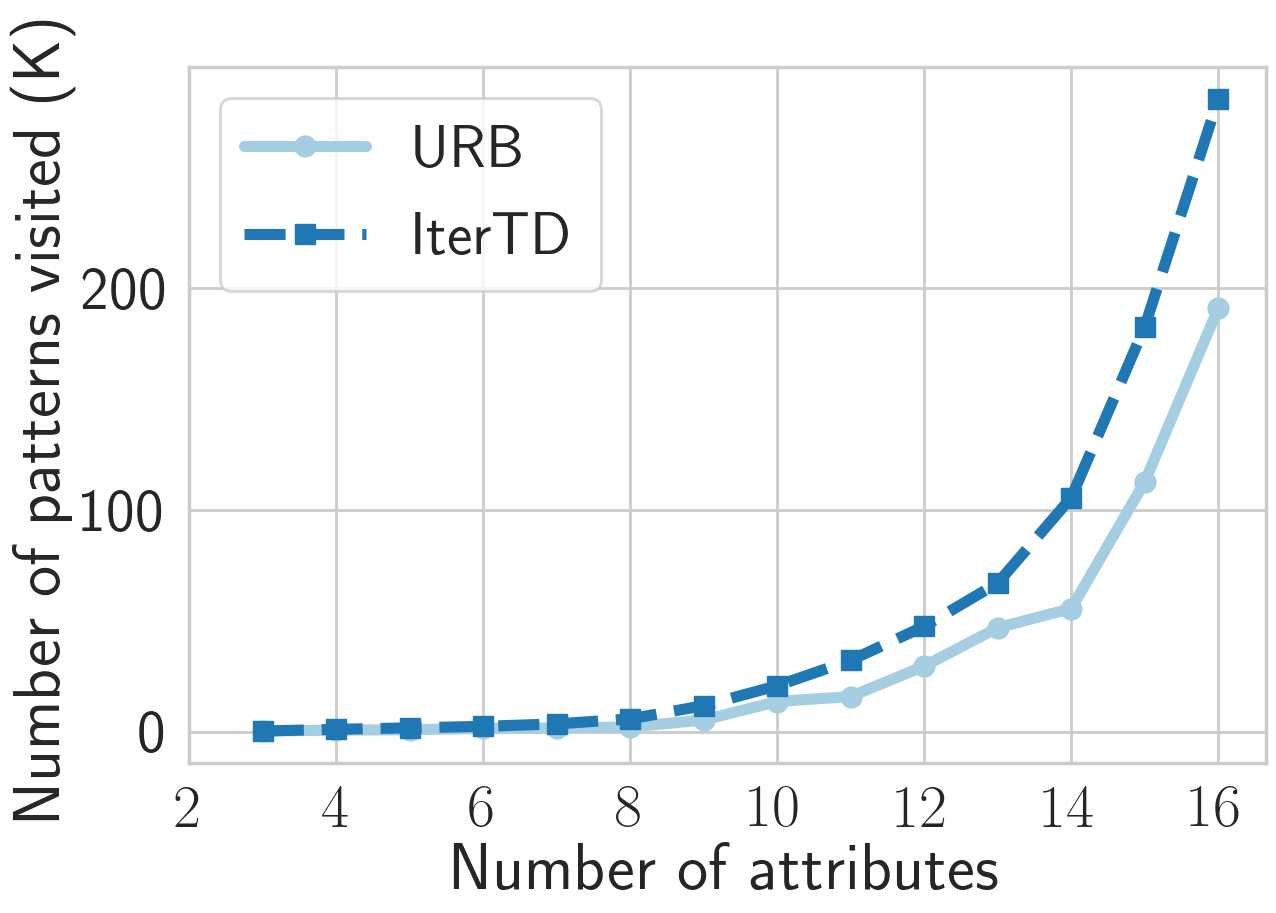 Number of patterns visited (K)
URB
IterTD
200
100
0
2 4 6 8 10 12 14 16
Number of attributes